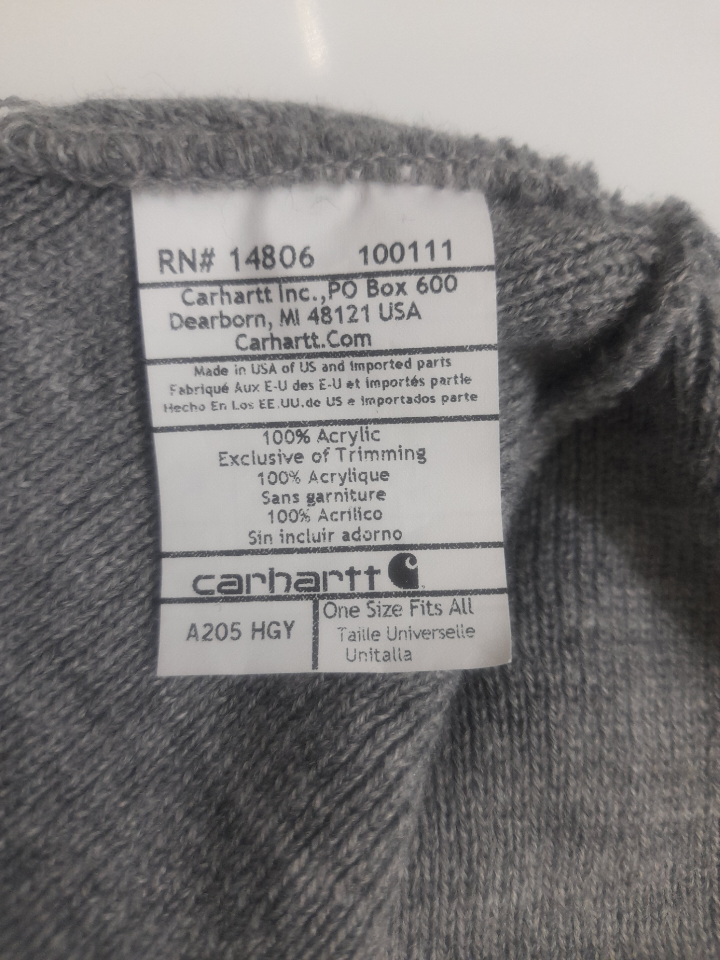 RN# 14806 100111
Carhartt Inc.,PO Box 600
Dearborn, MI 48121 USA
Carhartt.Com
Made in USA of US and Imported parts
Fabriqué Aux E-U des E-U et importés partie
Hecho En Los EE.UU.de US e importados parte
100% Acrylic
Exclusive of Trimming
100% Acrylique
Sans garniture
100% Acrilico
Sin incluir adorno
carhartt
A205 HGY
One Size Fits All
Taille Universelle
Unitalla